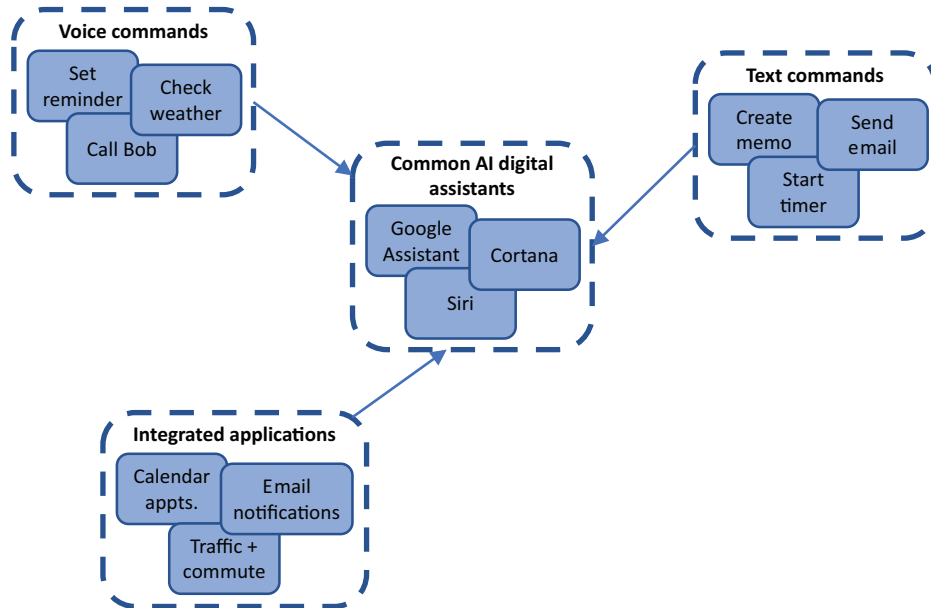 Voice commands
Set
reminder
Check
weather
Call Bob
Text commands
Create
memo
Send
email
Start
timer
Common AI digital
assistants
Google
Assistant
Cortana
Siri
Integrated applications
Calendar
appts.
Email
notifications
Traffic +
commute